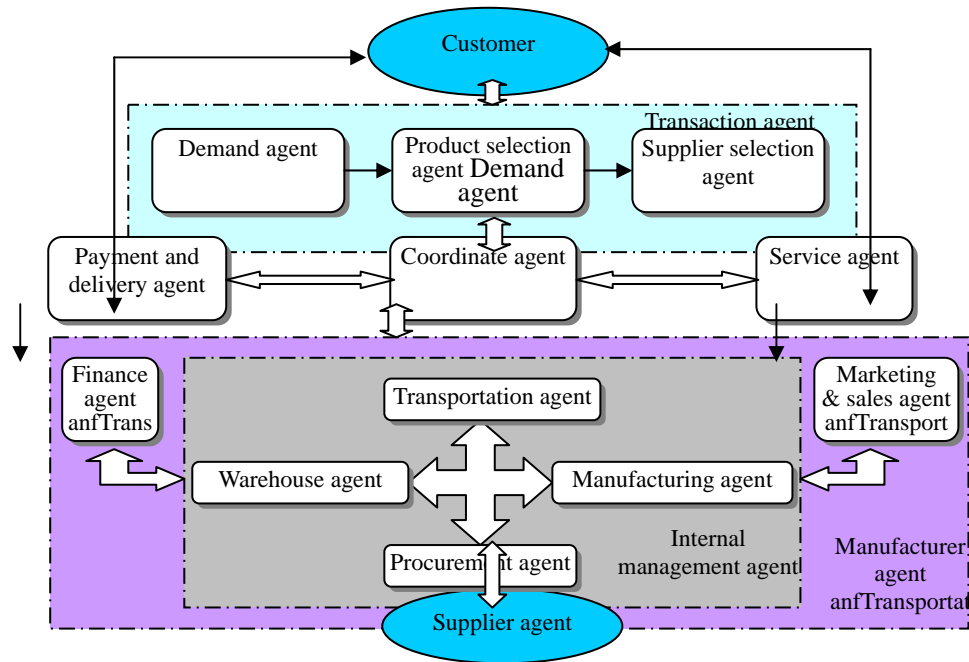 Customer
Transaction agent
Demand agent
Product selection
agent Demand
agent
Supplier selection
agent
Payment and
delivery agent
Coordinate agent
Service agent
Finance
agent
anfTrans
Transportation agent
Marketing
& sales agent
anfTransport
Warehouse agent
Manufacturing agent
Internal
management agent
Manufacturer
agent
anfTransportat
Procurement agent
Supplier agent